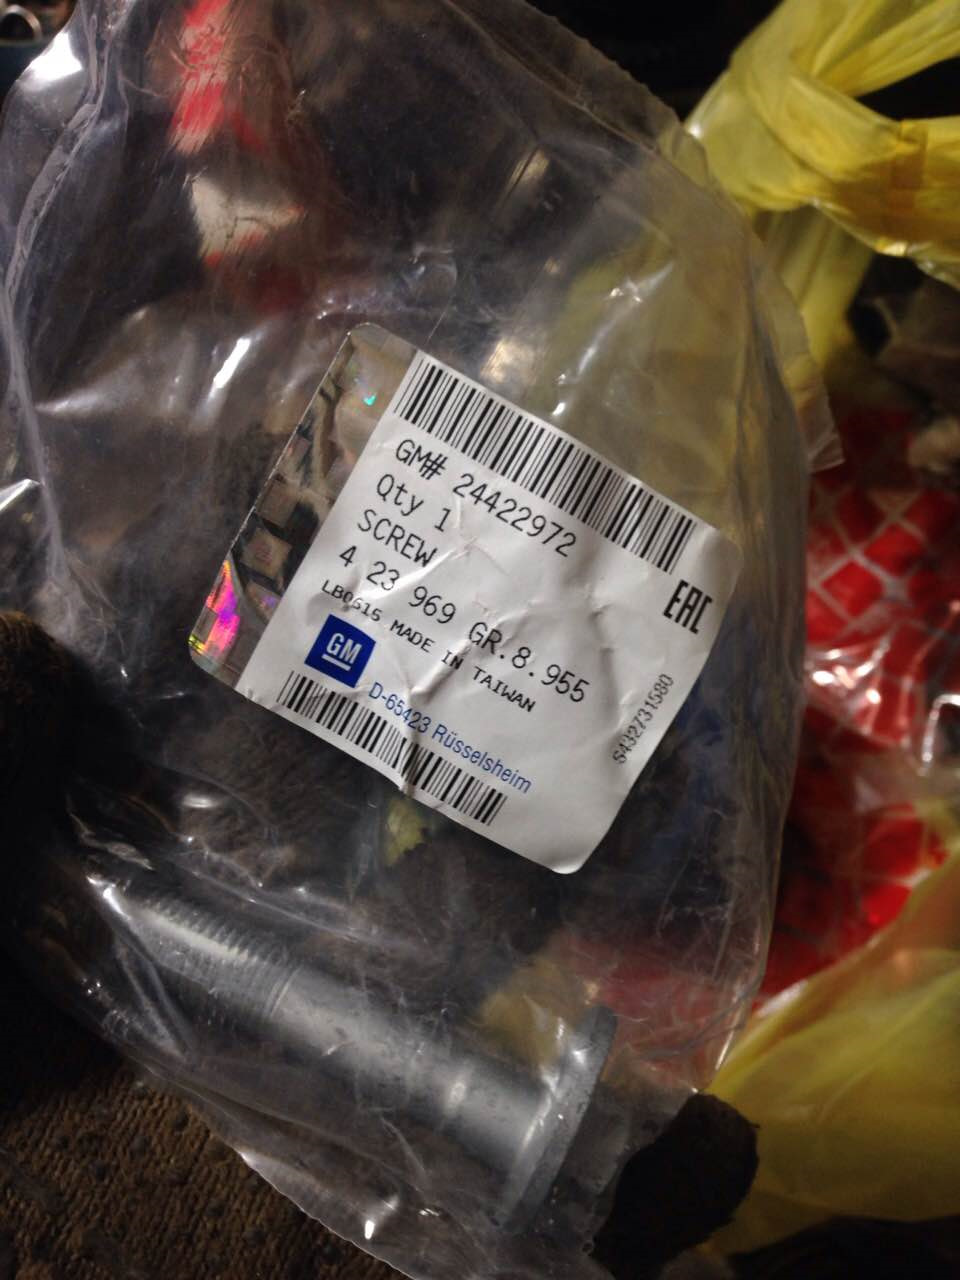 GM# 24422972
Qty 1
SCREW
4 23 969 GR.8.955
LB0615 MADE IN TAIWAN
GM
D-65423 Rüsselsheim
EAC
S432731580